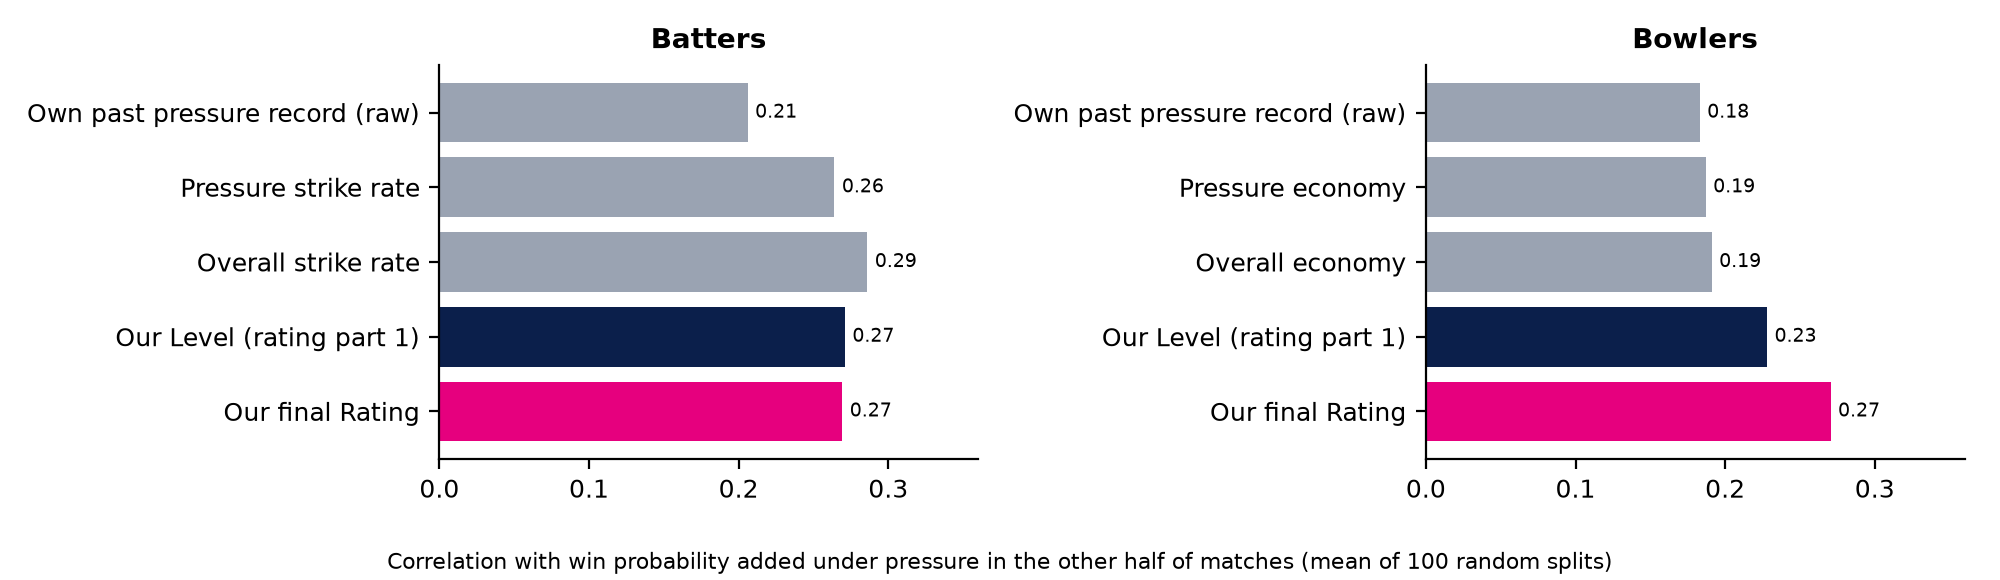 Batters
Own past pressure record (raw) 0.21
Pressure strike rate 0.26
Overall strike rate 0.29
Our Level (rating part 1) 0.27
Our final Rating 0.27
0.0 0.1 0.2 0.3
Bowlers
Own past pressure record (raw) 0.18
Pressure economy 0.19
Overall economy 0.19
Our Level (rating part 1) 0.23
Our final Rating 0.27
0.0 0.1 0.2 0.3
Correlation with win probability added under pressure in the other half of matches (mean of 100 random splits)